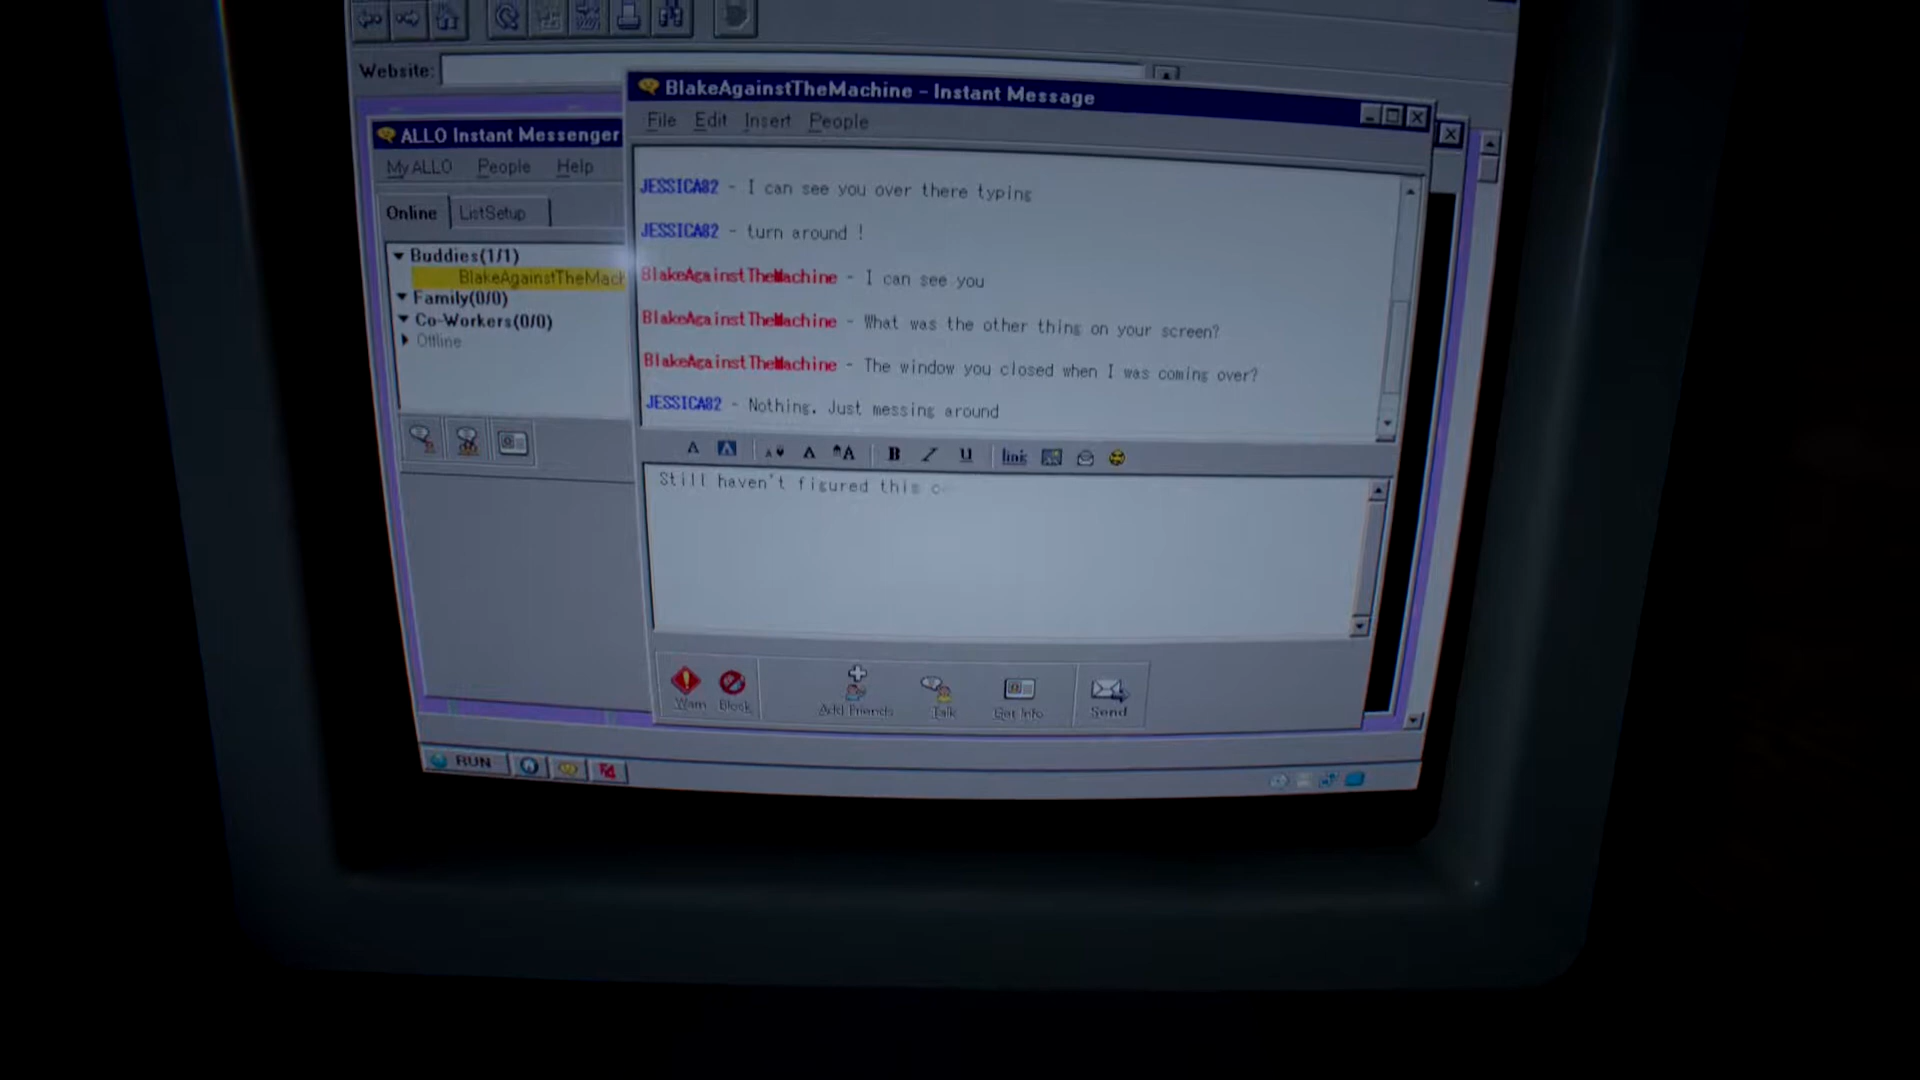 Website:
BlakeAgainstTheMachine - Instant Message
File Edit Insert People
ALLO Instant Messenger
My ALLO People Help
Online ListSetup
Buddies(1/1)
BlakeAgainstTheMach
Family(0/0)
Co-Workers(0/0)
Offline
JESSICA82 - I can see you over there typing
JESSICA82 - turn around !
BlakeAgainstTheMachine - I can see you
BlakeAgainstTheMachine - What was the other thing on your screen?
BlakeAgainstTheMachine - The window you closed when I was coming over?
JESSICA82 - Nothing. Just messing around
A A A A A B I U link
Still haven't figured this o
Warn Block Add Friends Talk Get Info Send
RUN